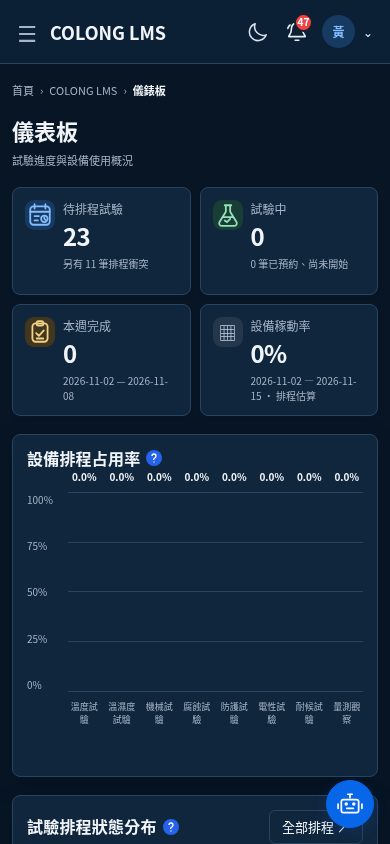 COLONG LMS
47
黃
首頁 › COLONG LMS › 儀錶板
儀表板
試驗進度與設備使用概況
待排程試驗
23
另有 11 筆排程衝突
試驗中
0
0 筆已預約、尚未開始
本週完成
0
2026-11-02 — 2026-11-
08
設備稼動率
0%
2026-11-02 — 2026-11-
15 • 排程估算
設備排程占用率 ?
0.0% 0.0% 0.0% 0.0% 0.0% 0.0% 0.0% 0.0%
100%
75%
50%
25%
0%
溫度試驗
溫濕度試驗
機械試驗
腐蝕試驗
防護試驗
電性試驗
耐候試驗
量測觀察
試驗排程狀態分布 ?
全部排程